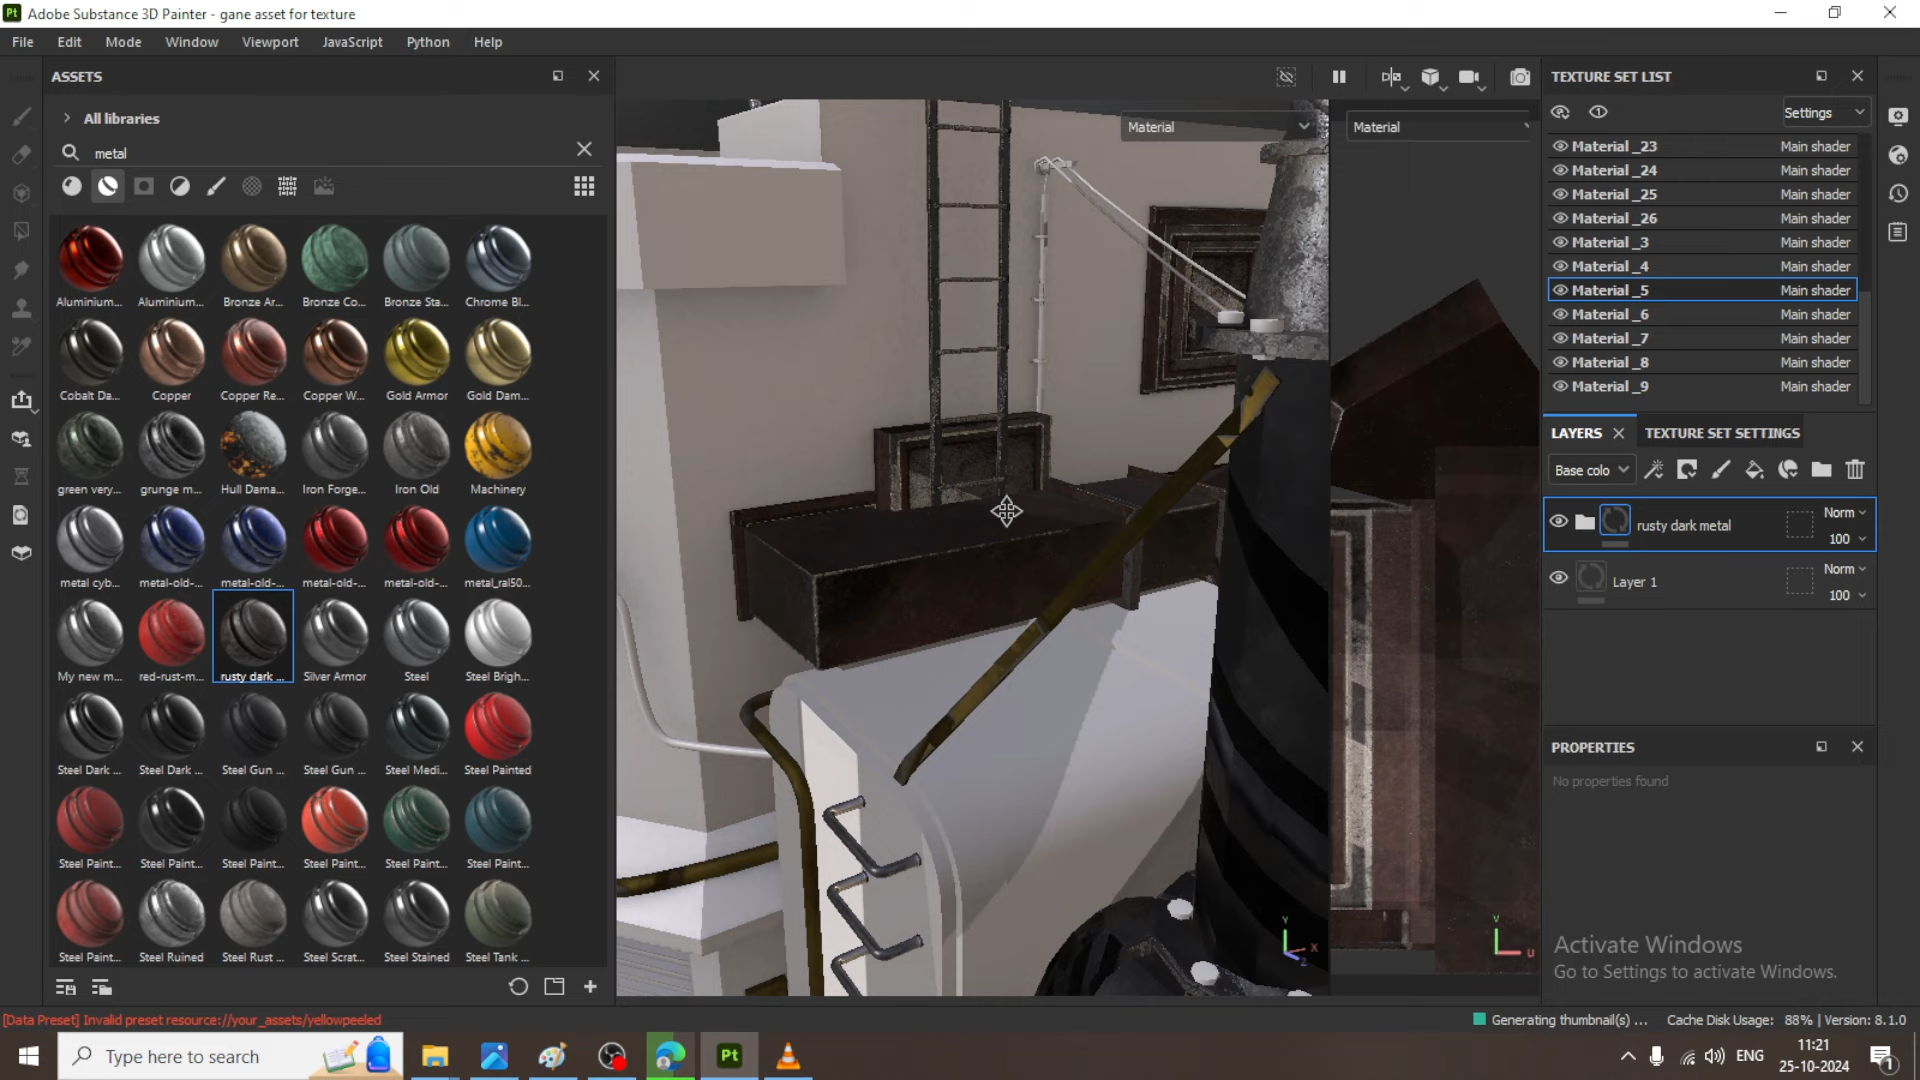 Adobe Substance 3D Painter - gane asset for texture
File Edit Mode Window Viewport JavaScript Python Help
ASSETS
All libraries
metal
Aluminium... Aluminium... Bronze Ar... Bronze Co... Bronze Sta... Chrome Bl...
Cobalt Da... Copper Copper Re... Copper W... Gold Armor Gold Dam...
green very... grunge m... Hull Dama... Iron Forge... Iron Old Machinery
metal cyb... metal-old-... metal-old-... metal-old-... metal-old-... metal_ral50...
My new m... red-rust-m... rusty dark ... Silver Armor Steel Steel Brigh...
Steel Dark ... Steel Dark ... Steel Gun ... Steel Gun ... Steel Medi... Steel Painted
Steel Paint... Steel Paint... Steel Paint... Steel Paint... Steel Paint... Steel Paint...
Steel Paint... Steel Ruined Steel Rust ... Steel Scrat... Steel Stained Steel Tank ...
Material
Material
Y
X
Z
V
U
TEXTURE SET LIST
Settings
Material _23 Main shader
Material _24 Main shader
Material _25 Main shader
Material _26 Main shader
Material _3 Main shader
Material _4 Main shader
Material _5 Main shader
Material _6 Main shader
Material _7 Main shader
Material _8 Main shader
Material _9 Main shader
LAYERS TEXTURE SET SETTINGS
Base colo
rusty dark metal Norm
100
Layer 1 Norm
100
PROPERTIES
No properties found
Activate Windows
Go to Settings to activate Windows.
[Data Preset] Invalid preset resource://your_assets/yellowpeeled
Generating thumbnail(s) ... Cache Disk Usage: 88% | Version: 8.1.0
Type here to search
Pt
ENG
11:21
25-10-2024
1